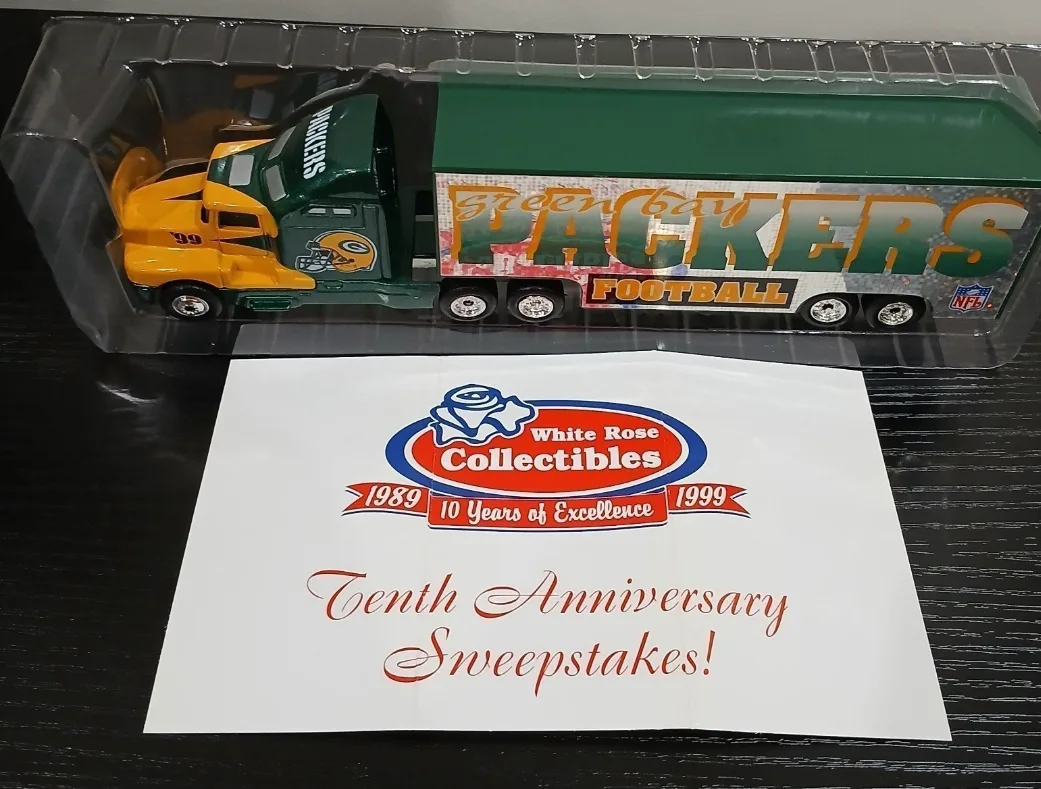 PACKERS
'99
green bay
PACKERS
FOOTBALL
NFL
White Rose
Collectibles
1989 10 Years of Excellence 1999
Tenth Anniversary
Sweepstakes!